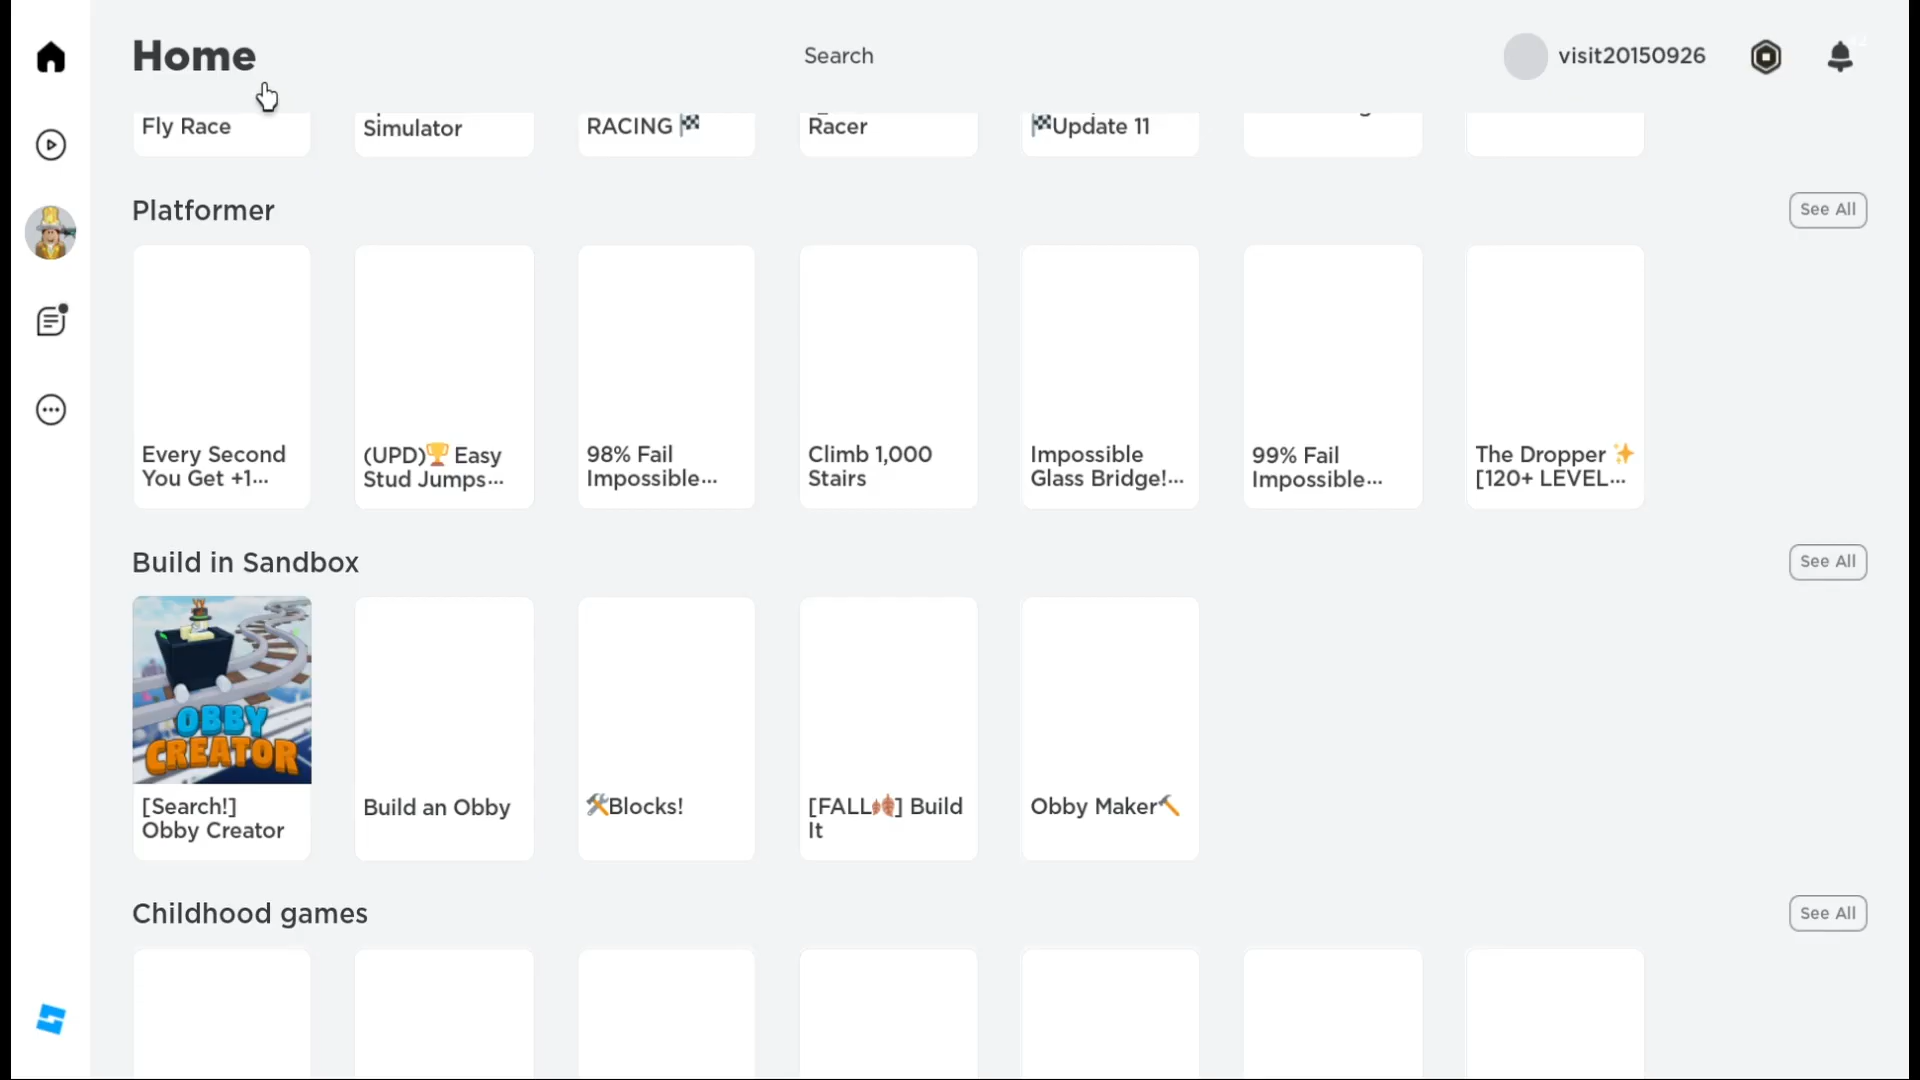 Home
Search
visit20150926
Fly Race
Simulator
RACING 🏁
Racer
🏁Update 11
Platformer
See All
Every Second
You Get +1...
(UPD)🏆 Easy
Stud Jumps...
98% Fail
Impossible...
Climb 1,000
Stairs
Impossible
Glass Bridge!...
99% Fail
Impossible...
The Dropper ✨
[120+ LEVEL...
Build in Sandbox
See All
OBBY
CREATOR
[Search!]
Obby Creator
Build an Obby
🛠️Blocks!
[FALL🍂] Build
It
Obby Maker🔨
Childhood games
See All